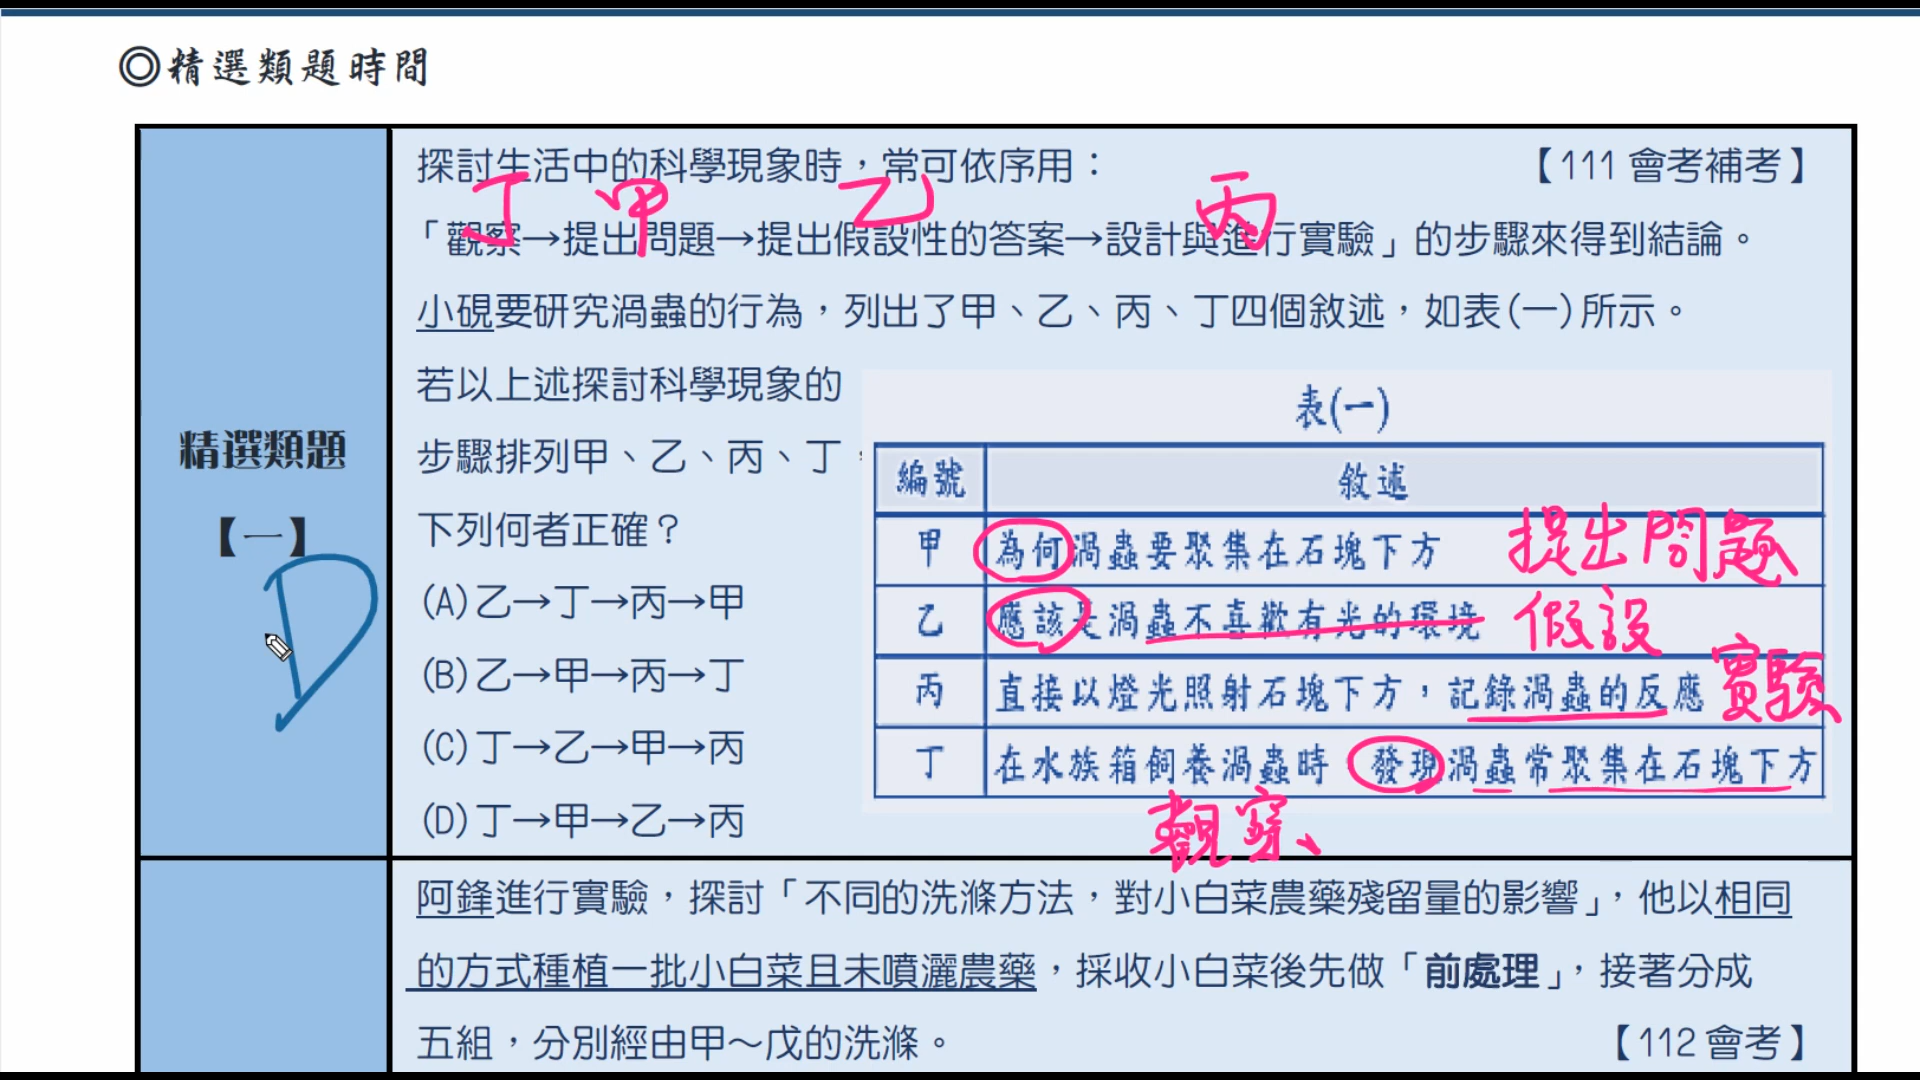 ◎精選類題時間
探討生活中的科學現象時，常可依序用：【111 會考補考】
丁 甲 乙 丙
「觀察→提出問題→提出假設性的答案→設計與進行實驗」的步驟來得到結論。
小硯要研究渦蟲的行為，列出了甲、乙、丙、丁四個敘述，如表(一)所示。
若以上述探討科學現象的
步驟排列甲、乙、丙、丁，
下列何者正確？
(A)乙→丁→丙→甲
(B)乙→甲→丙→丁
(C)丁→乙→甲→丙
(D)丁→甲→乙→丙
精選類題
【一】
D
表(一)
編號 敘述
甲 為何渦蟲要聚集在石塊下方 提出問題
乙 應該是渦蟲不喜歡有光的環境 假設
丙 直接以燈光照射石塊下方，記錄渦蟲的反應 實驗
丁 在水族箱飼養渦蟲時 發現渦蟲常聚集在石塊下方
觀察
阿鋒進行實驗，探討「不同的洗滌方法，對小白菜農藥殘留量的影響」，他以相同
的方式種植一批小白菜且未噴灑農藥，採收小白菜後先做「前處理」，接著分成
五組，分別經由甲～戊的洗滌。【112 會考】